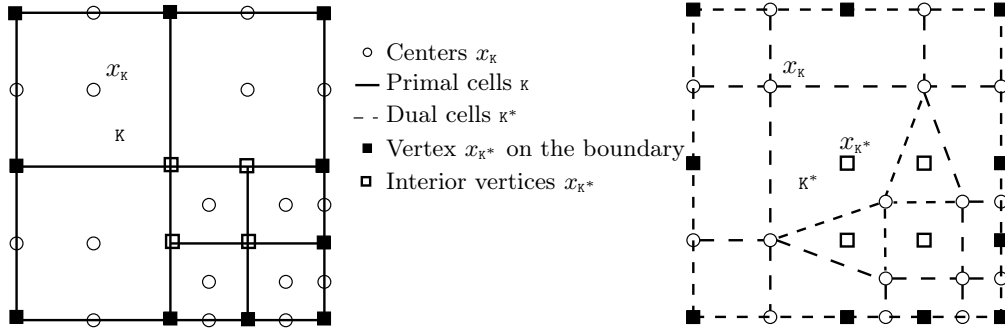 x_K
K
Centers x_K
Primal cells K
Dual cells K*
Vertex x_K* on the boundary
Interior vertices x_K*
x_K
x_K*
K*